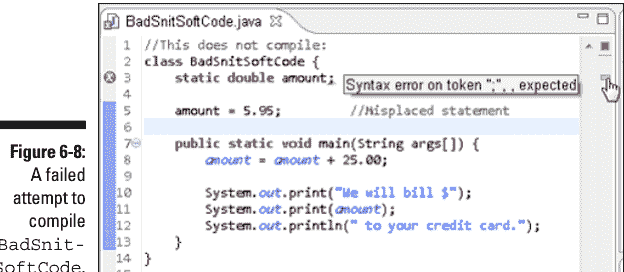 BadSnitSoftCode.java
1 //This does not compile:
2 class BadSnitSoftCode {
3 static double amount;
Syntax error on token ";", , expected
4
5 amount = 5.95; //Misplaced statement
6
7 public static void main(String args[]) {
8 amount = amount + 25.00;
9
10 System.out.print("We will bill $");
11 System.out.print(amount);
12 System.out.println(" to your credit card.");
13 }
14 }
Figure 6-8:
A failed
attempt to
compile
BadSnit-
SoftCode.